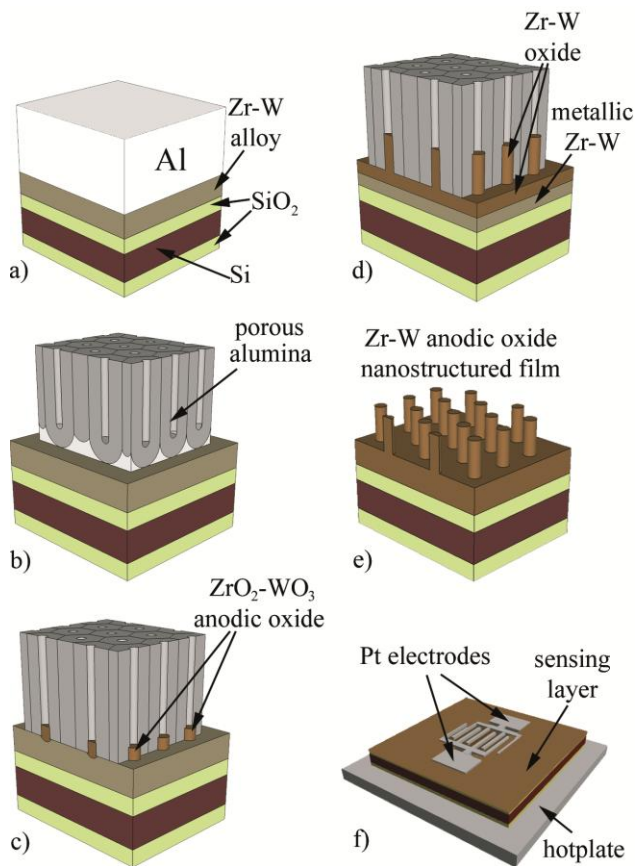 Zr-W
alloy
Al
SiO₂
Si
a)
porous
alumina
b)
ZrO₂-WO₃
anodic oxide
c)
Zr-W
oxide
metallic
Zr-W
d)
Zr-W anodic oxide
nanostructured film
e)
Pt electrodes
sensing
layer
hotplate
f)